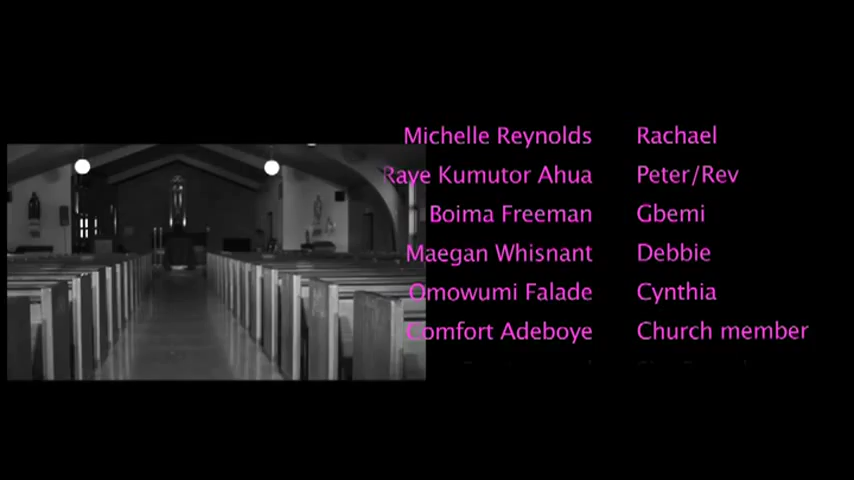 Michelle Reynolds Rachael
Raye Kumutor Ahua Peter/Rev
Boima Freeman Gbemi
Maegan Whisnant Debbie
Omowumi Falade Cynthia
Comfort Adeboye Church member